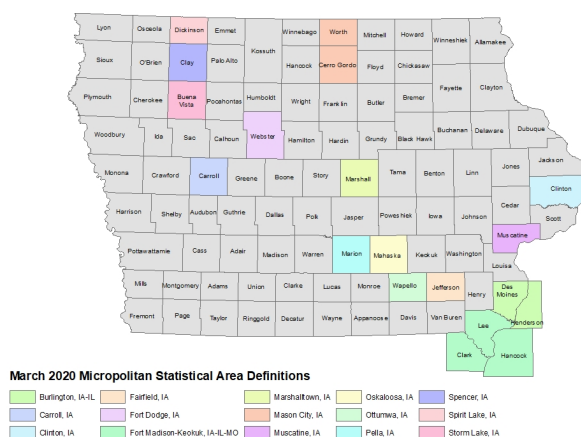 Lyon Osceola Dickinson Emmet Winnebago Worth Mitchell Howard Winneshiek Allamakee
Kossuth
Sioux O'Brien Clay Palo Alto Hancock Cerro Gordo Floyd Chickasaw
Plymouth Cherokee Buena Vista Pocahontas Humboldt Wright Franklin Butler Bremer Fayette Clayton
Woodbury Ida Sac Calhoun Webster Hamilton Hardin Grundy Black Hawk Buchanan Delaware Dubuque
Monona Crawford Carroll Greene Boone Story Marshall Tama Benton Linn Jones Jackson
Clinton
Harrison Shelby Audubon Guthrie Dallas Polk Jasper Poweshiek Iowa Johnson Cedar Scott
Muscatine
Pottawattamie Cass Adair Madison Warren Marion Mahaska Keokuk Washington Louisa
Mills Montgomery Adams Union Clarke Lucas Monroe Wapello Jefferson Henry Des Moines
Fremont Page Taylor Ringgold Decatur Wayne Appanoose Davis Van Buren Lee Henderson
Clark Hancock
March 2020 Micropolitan Statistical Area Definitions
Burlington, IA-IL Fairfield, IA Marshalltown, IA Oskaloosa, IA Spencer, IA
Carroll, IA Fort Dodge, IA Mason City, IA Ottumwa, IA Spirit Lake, IA
Clinton, IA Fort Madison-Keokuk, IA-IL-MO Muscatine, IA Pella, IA Storm Lake, IA